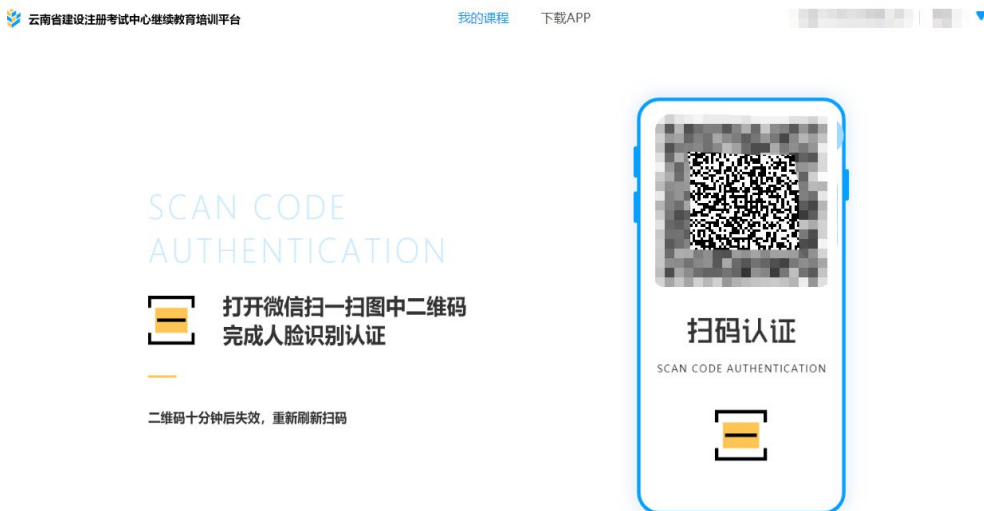 云南省建设注册考试中心继续教育培训平台
我的课程
下载APP
SCAN CODE
AUTHENTICATION
打开微信扫一扫图中二维码
完成人脸识别认证
二维码十分钟后失效，重新刷新扫码
扫码认证
SCAN CODE AUTHENTICATION